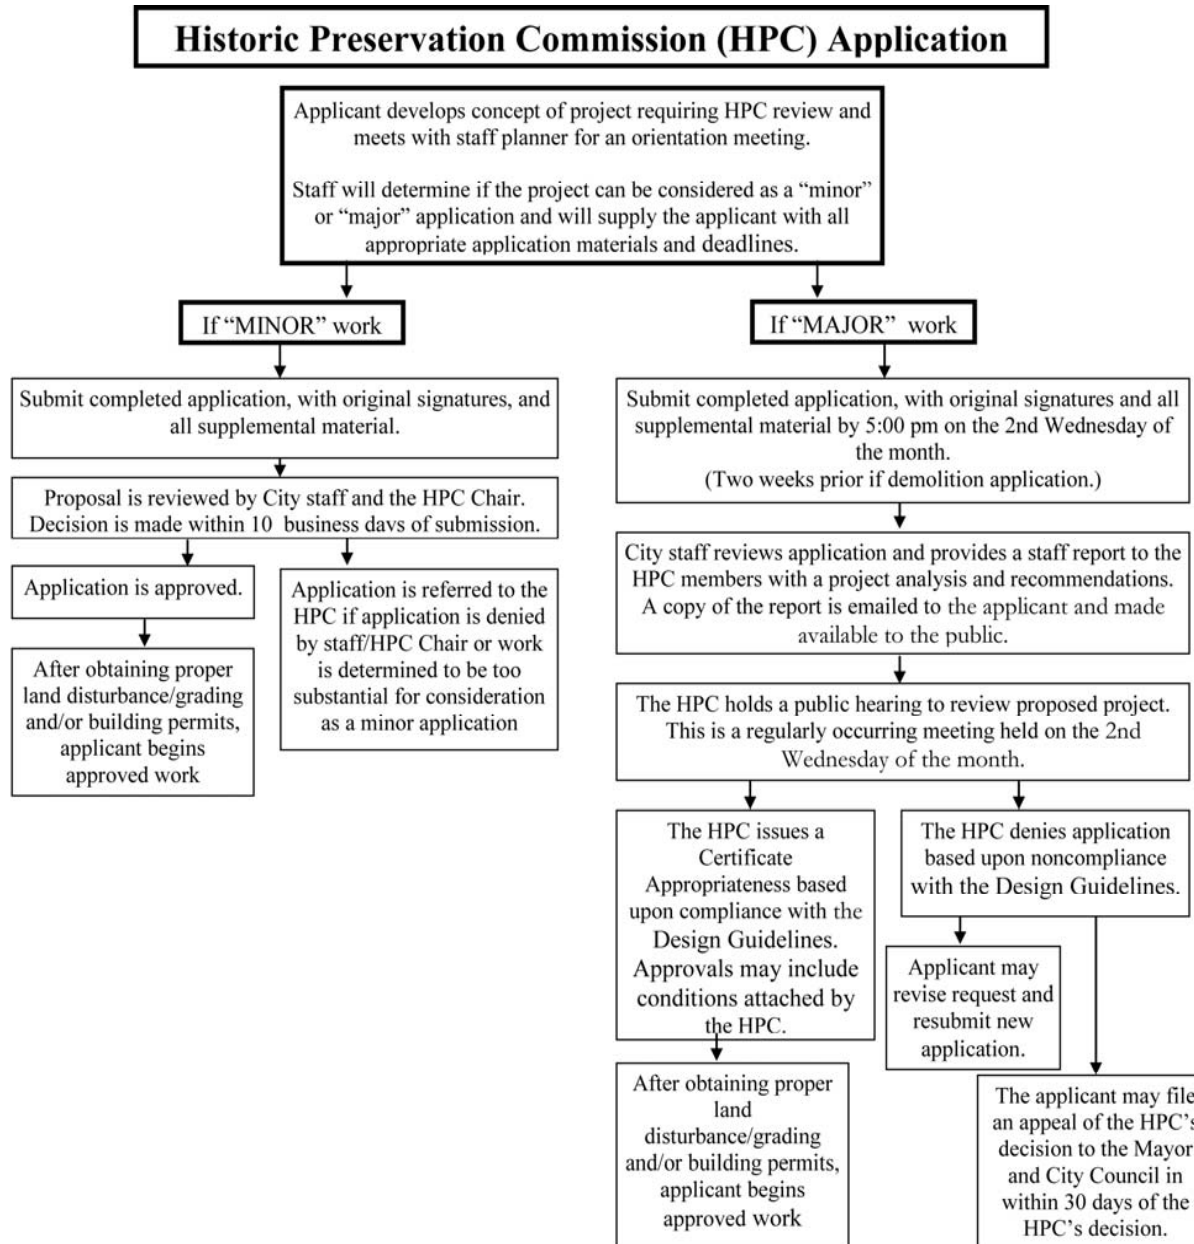 Historic Preservation Commission (HPC) Application
Applicant develops concept of project requiring HPC review and
meets with staff planner for an orientation meeting.
Staff will determine if the project can be considered as a “minor”
or “major” application and will supply the applicant with all
appropriate application materials and deadlines.
If “MINOR” work
Submit completed application, with original signatures, and
all supplemental material.
Proposal is reviewed by City staff and the HPC Chair.
Decision is made within 10 business days of submission.
Application is approved.
After obtaining proper
land disturbance/grading
and/or building permits,
applicant begins
approved work
Application is referred to the
HPC if application is denied
by staff/HPC Chair or work
is determined to be too
substantial for consideration
as a minor application
If “MAJOR” work
Submit completed application, with original signatures and all
supplemental material by 5:00 pm on the 2nd Wednesday of
the month.
(Two weeks prior if demolition application.)
City staff reviews application and provides a staff report to the
HPC members with a project analysis and recommendations.
A copy of the report is emailed to the applicant and made
available to the public.
The HPC holds a public hearing to review proposed project.
This is a regularly occurring meeting held on the 2nd
Wednesday of the month.
The HPC issues a
Certificate
Appropriateness based
upon compliance with the
Design Guidelines.
Approvals may include
conditions attached by
the HPC.
After obtaining proper
land
disturbance/grading
and/or building permits,
applicant begins
approved work
The HPC denies application
based upon noncompliance
with the Design Guidelines.
Applicant may
revise request and
resubmit new
application.
The applicant may file
an appeal of the HPC’s
decision to the Mayor
and City Council in
within 30 days of the
HPC’s decision.